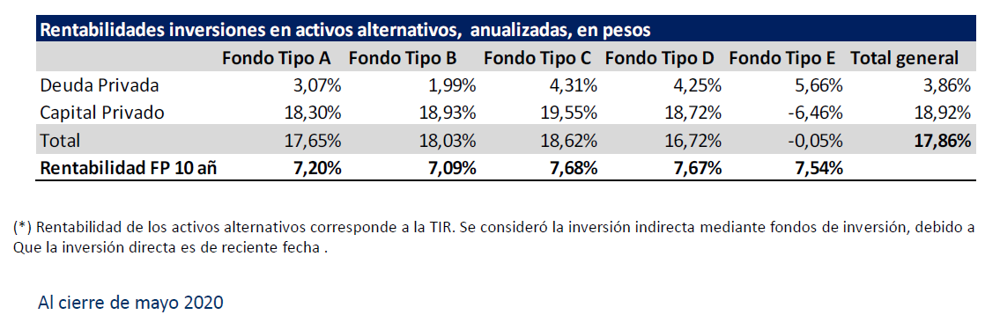 Rentabilidades inversiones en activos alternativos, anualizadas, en pesos
Fondo Tipo A Fondo Tipo B Fondo Tipo C Fondo Tipo D Fondo Tipo E Total general
Deuda Privada 3,07% 1,99% 4,31% 4,25% 5,66% 3,86%
Capital Privado 18,30% 18,93% 19,55% 18,72% -6,46% 18,92%
Total 17,65% 18,03% 18,62% 16,72% -0,05% 17,86%
Rentabilidad FP 10 añ 7,20% 7,09% 7,68% 7,67% 7,54%
(*) Rentabilidad de los activos alternativos corresponde a la TIR. Se consideró la inversión indirecta mediante fondos de inversión, debido a
Que la inversión directa es de reciente fecha .
Al cierre de mayo 2020